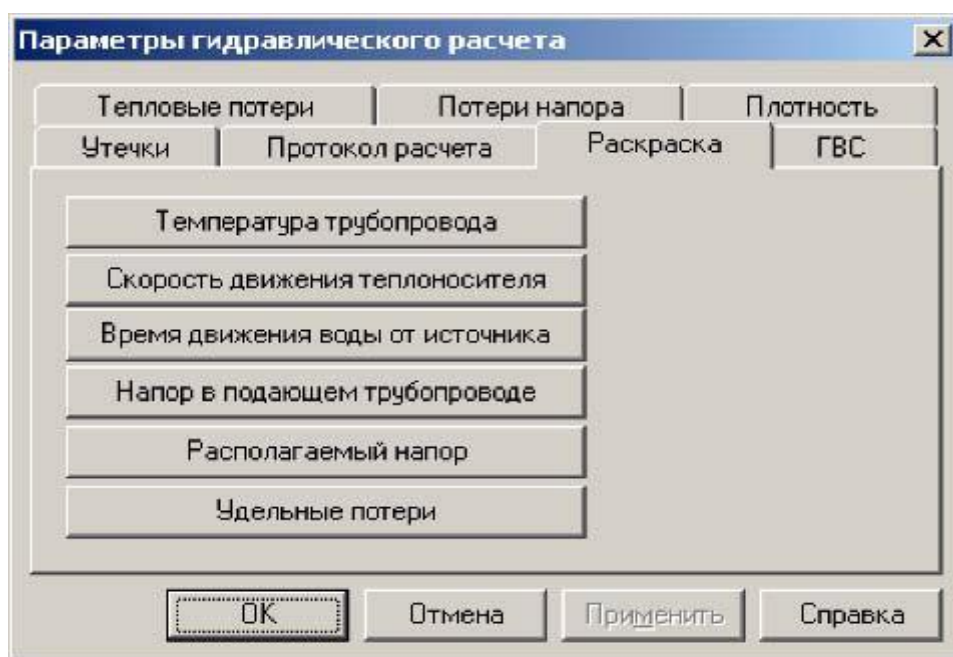 Параметры гидравлического расчета
Тепловые потери Потери напора Плотность
Утечки Протокол расчета Раскраска ГВС
Температура трубопровода
Скорость движения теплоносителя
Время движения воды от источника
Напор в подающем трубопроводе
Располагаемый напор
Удельные потери
ОК Отмена Применить Справка